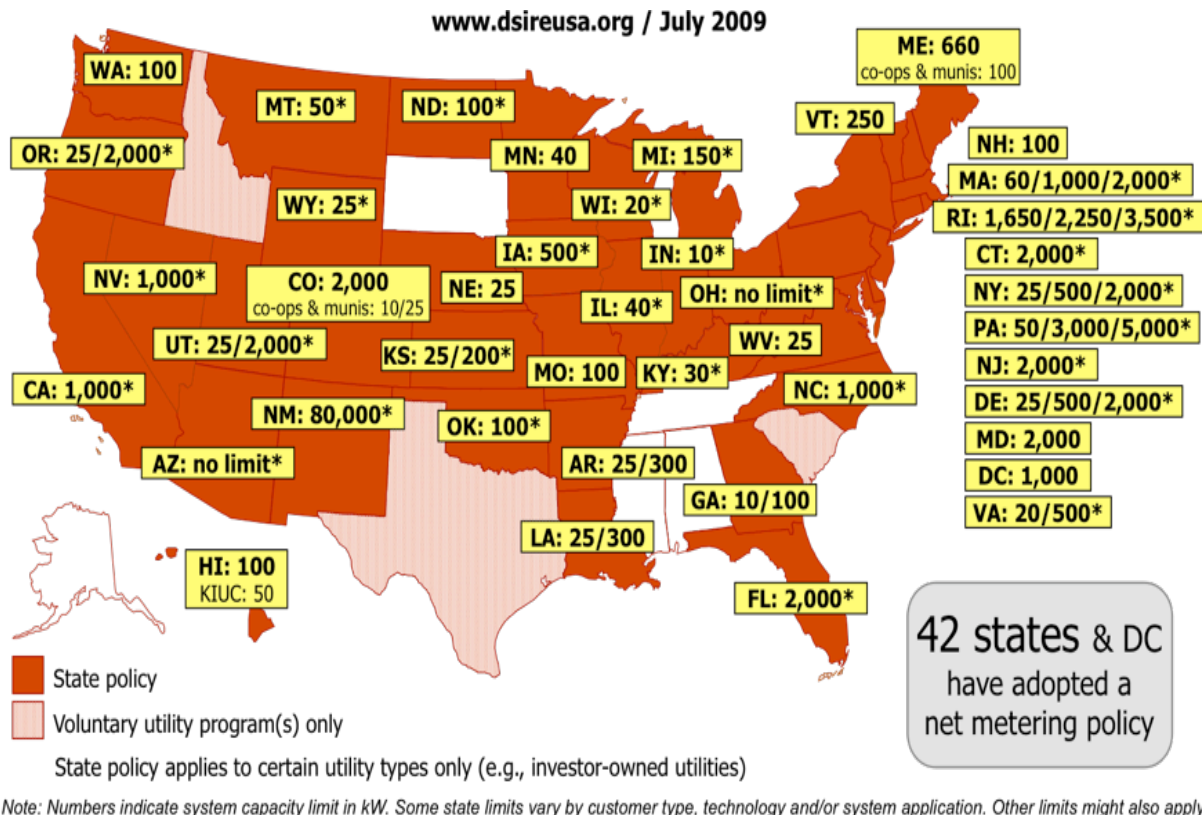 www.dsireusa.org / July 2009
ME: 660
co-ops & munis: 100
WA: 100
MT: 50*
ND: 100*
VT: 250
NH: 100
OR: 25/2,000*
MN: 40
MI: 150*
MA: 60/1,000/2,000*
WY: 25*
WI: 20*
RI: 1,650/2,250/3,500*
IA: 500*
IN: 10*
CT: 2,000*
NV: 1,000*
CO: 2,000
co-ops & munis: 10/25
NE: 25
OH: no limit*
NY: 25/500/2,000*
IL: 40*
PA: 50/3,000/5,000*
UT: 25/2,000*
KS: 25/200*
WV: 25
MO: 100
KY: 30*
NJ: 2,000*
CA: 1,000*
NC: 1,000*
DE: 25/500/2,000*
NM: 80,000*
OK: 100*
MD: 2,000
AZ: no limit*
AR: 25/300
DC: 1,000
GA: 10/100
VA: 20/500*
LA: 25/300
HI: 100
KIUC: 50
FL: 2,000*
42 states & DC
have adopted a
net metering policy
State policy
Voluntary utility program(s) only
State policy applies to certain utility types only (e.g., investor-owned utilities)
Note: Numbers indicate system capacity limit in kW. Some state limits vary by customer type, technology and/or system application. Other limits might also apply